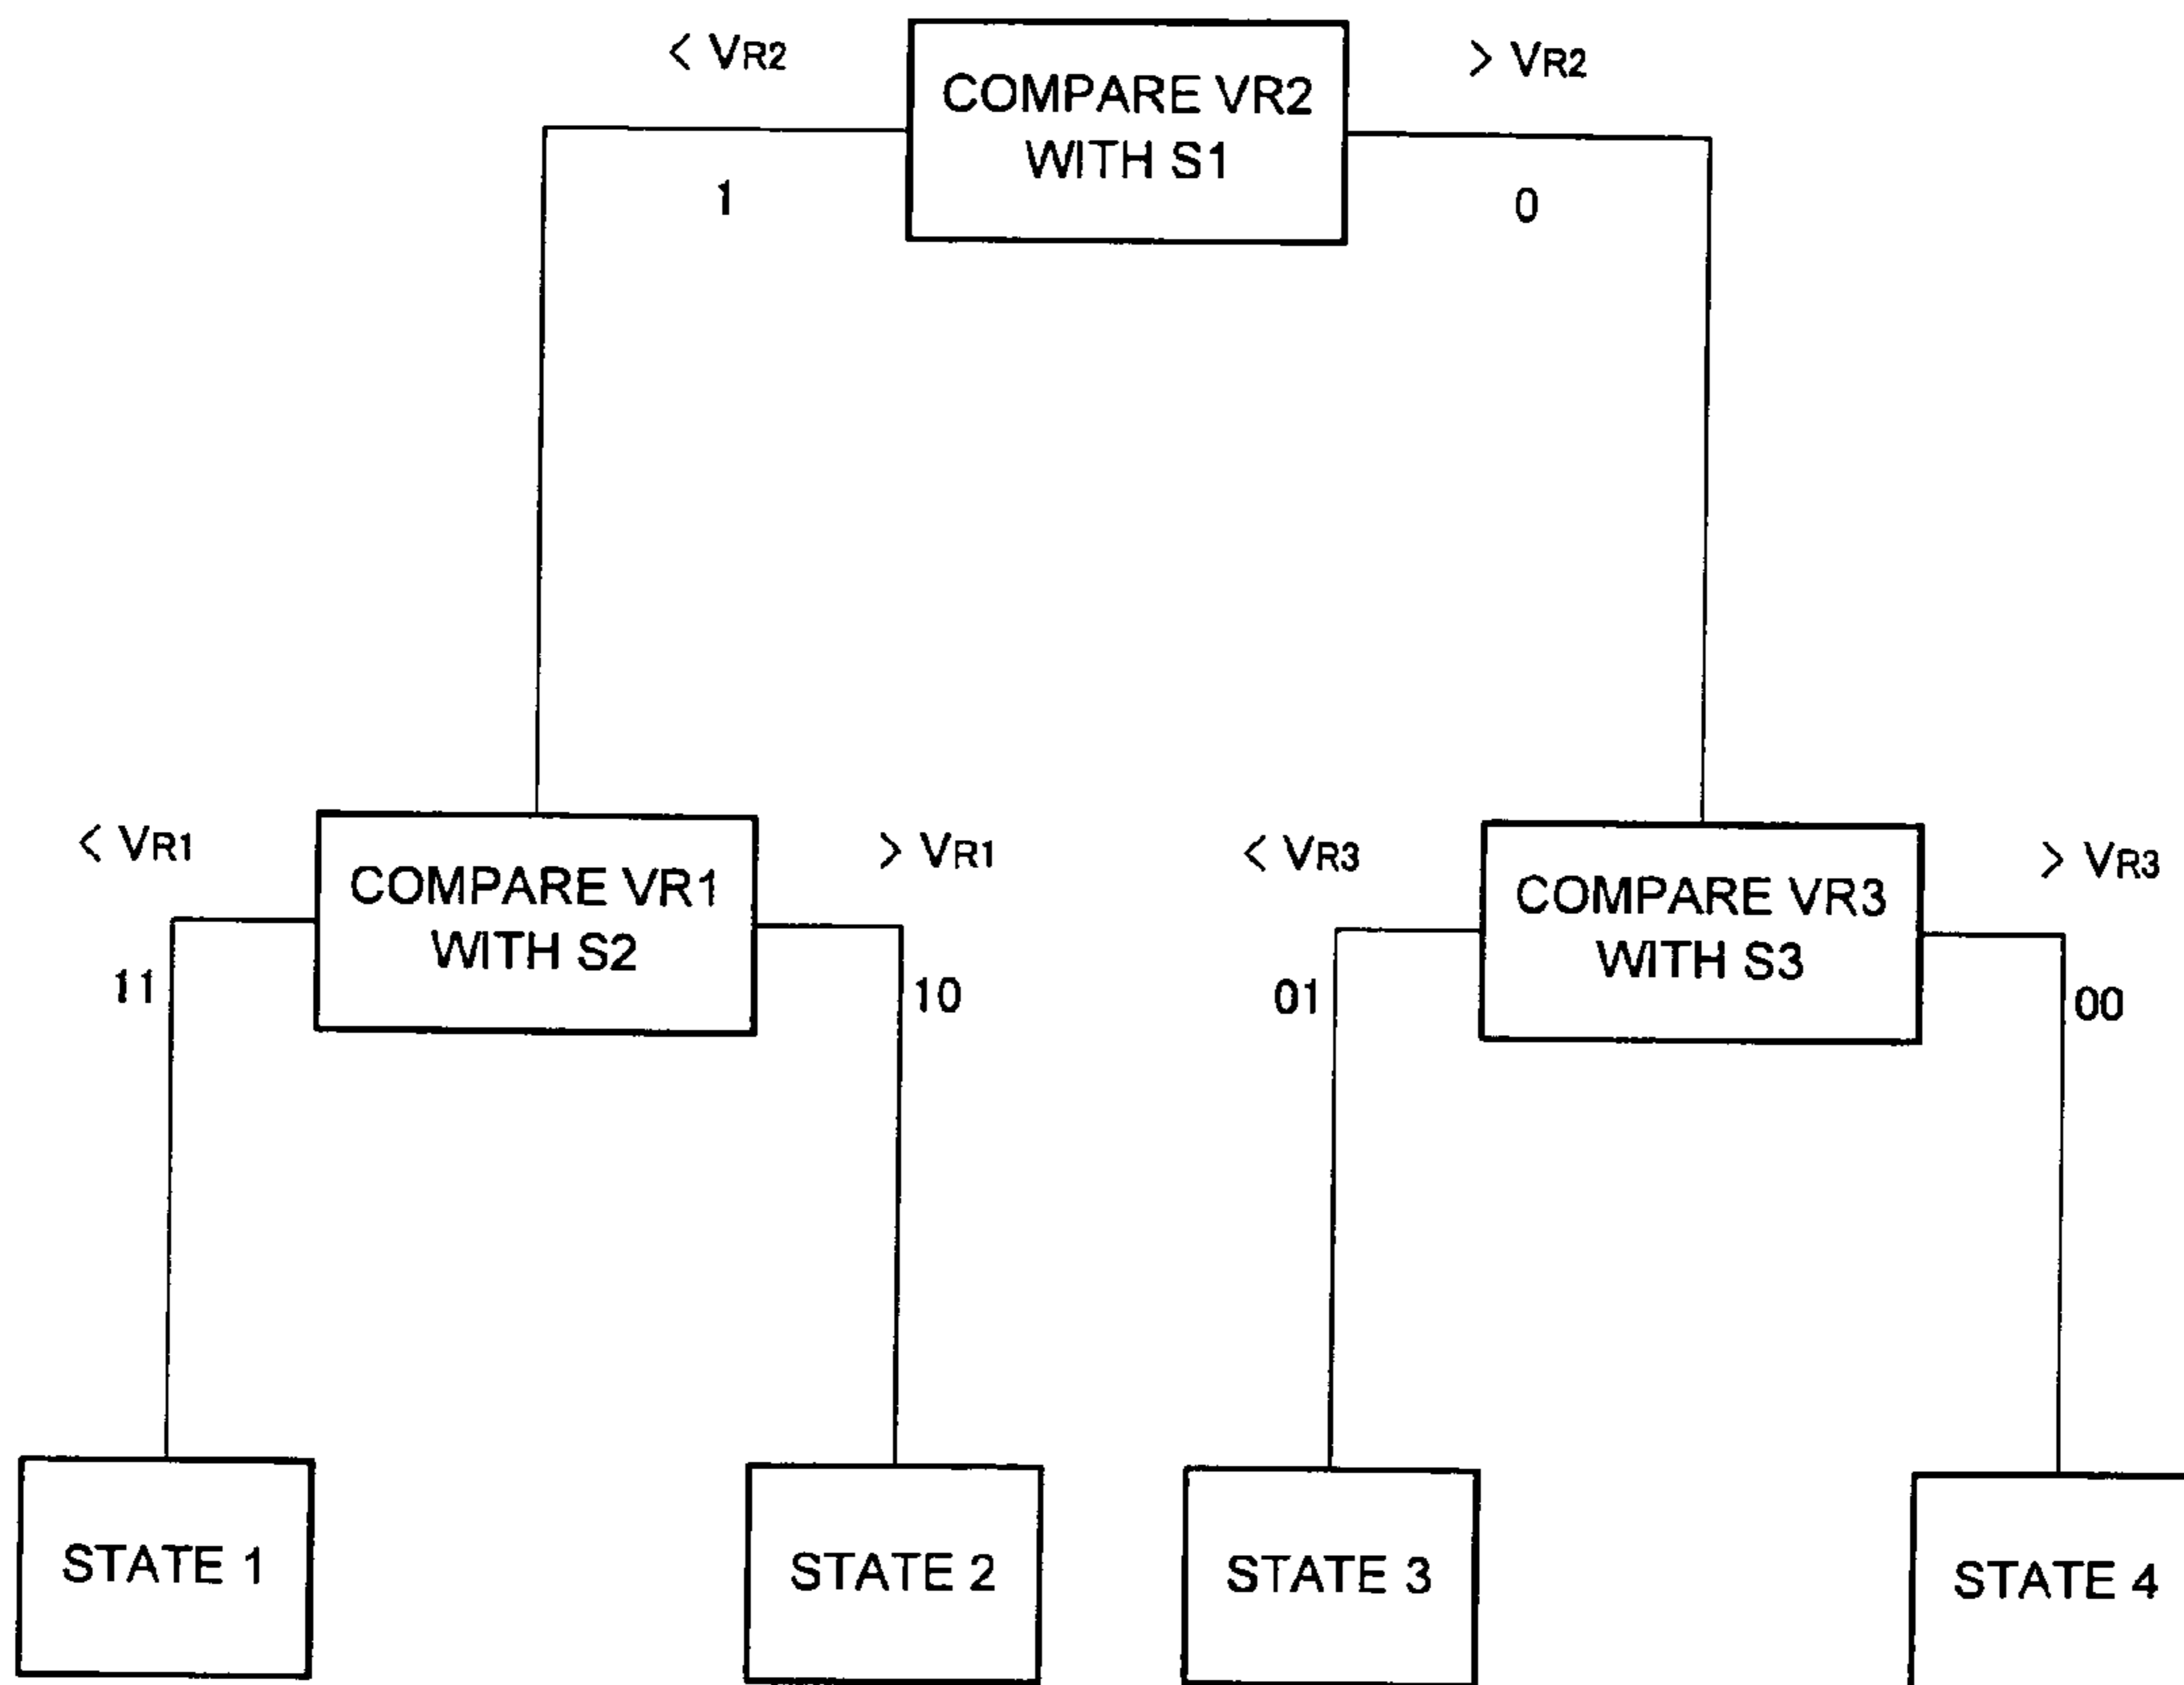 < VR2
COMPARE VR2
WITH S1
> VR2
1
0
< VR1
COMPARE VR1
WITH S2
> VR1
11
10
< VR3
COMPARE VR3
WITH S3
> VR3
01
00
STATE 1
STATE 2
STATE 3
STATE 4